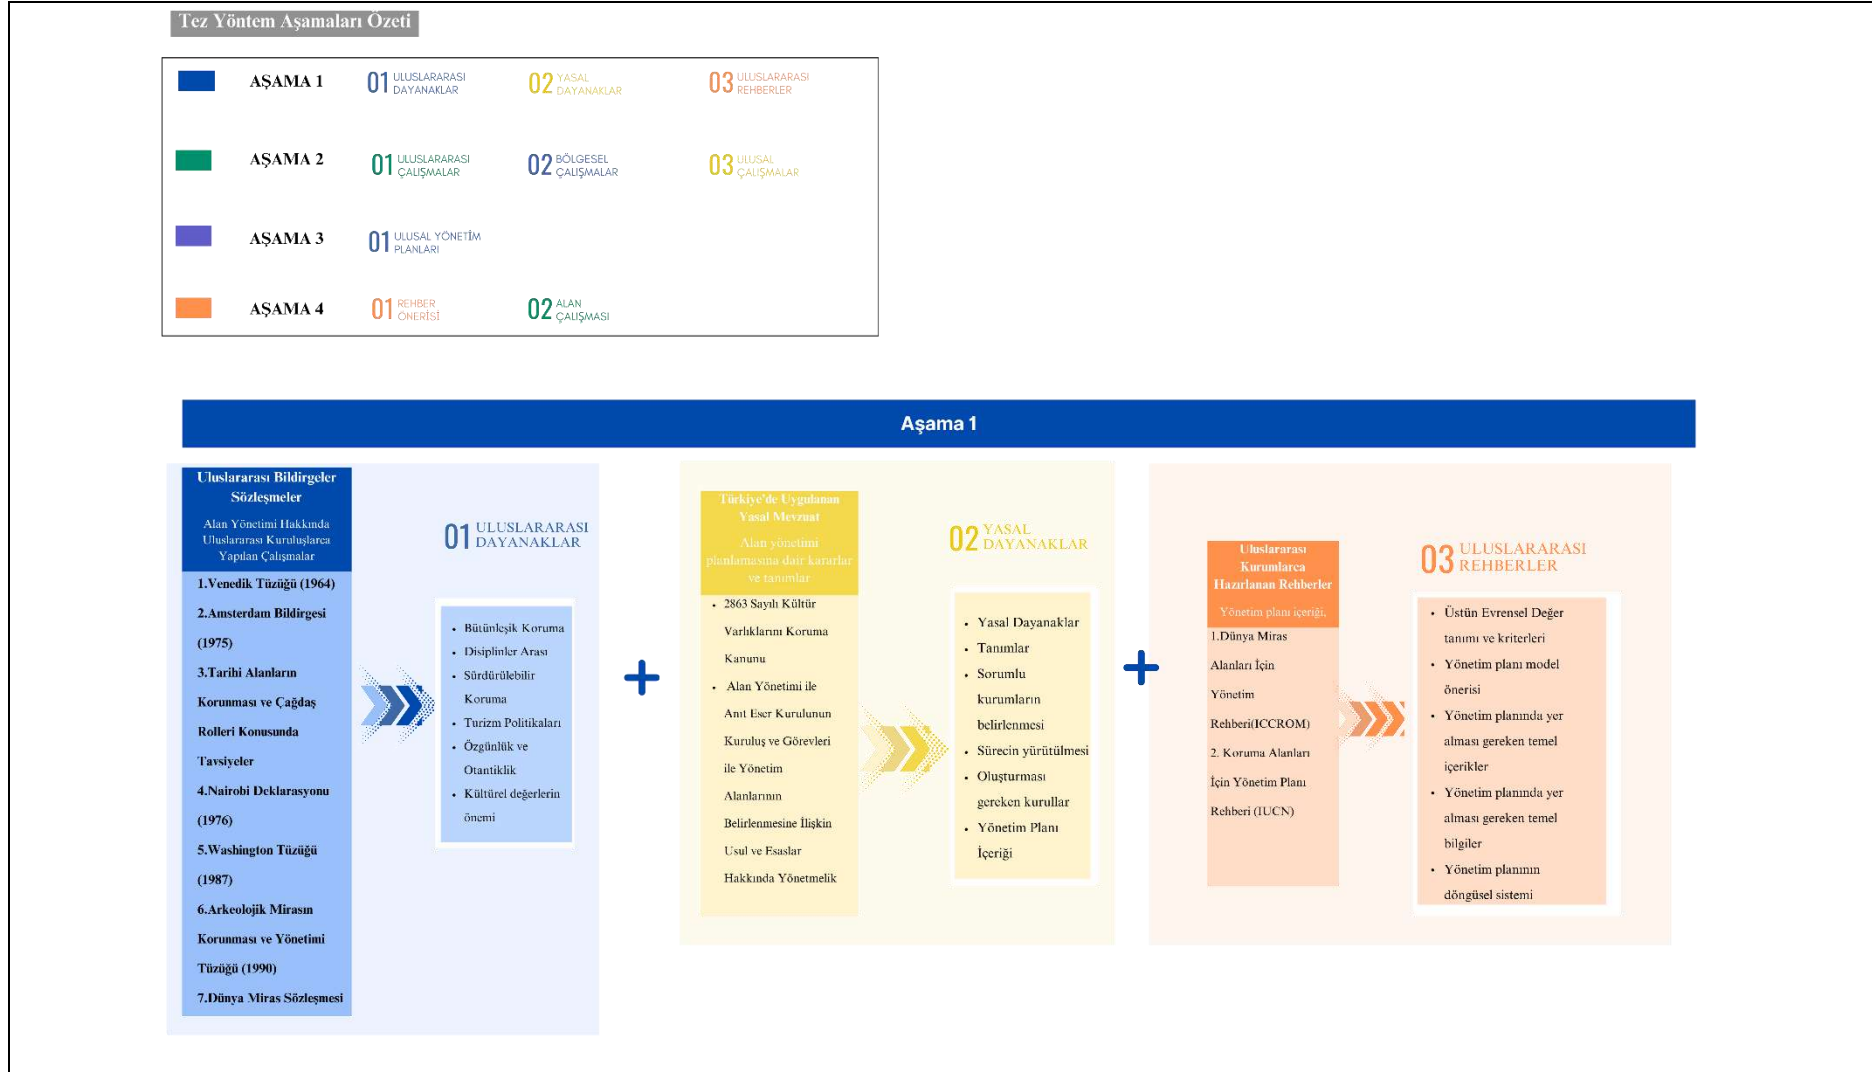 Tez Yöntem Aşamaları Özeti
AŞAMA 1
01 ULUSLARARASI
DAYANAKLAR
02 YASAL
DAYANAKLAR
03 ULUSLARARASI
REHBERLER
AŞAMA 2
01 ULUSLARARASI
ÇALIŞMALAR
02 BÖLGESEL
ÇALIŞMALAR
03 ULUSAL
ÇALIŞMALAR
AŞAMA 3
01 ULUSAL YÖNETİM
PLANLARI
AŞAMA 4
01 REHBER
ÖNERİSİ
02 ALAN
ÇALIŞMASI
Aşama 1
Uluslararası Bildirgeler
Sözleşmeler
Alan Yönetimi Hakkında
Uluslararası Kuruluşlarca
Yapılan Çalışmalar
1.Venedik Tüzüğü (1964)
2.Amsterdam Bildirgesi
(1975)
3.Tarihi Alanların
Korunması ve Çağdaş
Rolleri Konusunda
Tavsiyeler
4.Nairobi Deklarasyonu
(1976)
5.Washington Tüzüğü
(1987)
6.Arkeolojik Mirasın
Korunması ve Yönetimi
Tüzüğü (1990)
7.Dünya Miras Sözleşmesi
01 ULUSLARARASI
DAYANAKLAR
• Bütünleşik Koruma
• Disiplinler Arası
• Sürdürülebilir
Koruma
• Turizm Politikaları
• Özgünlük ve
Otantiklik
• Kültürel değerlerin
önemi
+
Türkiye'de Uygulanan
Yasal Mevzuat
Alan yönetimi
planlamasına dair kararlar
ve tanımlar
• 2863 Sayılı Kültür
Varlıklarını Koruma
Kanunu
• Alan Yönetimi ile
Anıt Eser Kurulunun
Kuruluş ve Görevleri
ile Yönetim
Alanlarının
Belirlenmesine İlişkin
Usul ve Esaslar
Hakkında Yönetmelik
02 YASAL
DAYANAKLAR
• Yasal Dayanaklar
• Tanımlar
• Sorumlu
kurumların
belirlenmesi
• Sürecin yürütülmesi
• Oluşturması
gereken kurullar
• Yönetim Planı
İçeriği
+
Uluslararası
Kurumlarca
Hazırlanan Rehberler
Yönetim planı içeriği,
1.Dünya Miras
Alanları İçin
Yönetim
Rehberi(ICCROM)
2. Koruma Alanları
İçin Yönetim Planı
Rehberi (IUCN)
03 ULUSLARARASI
REHBERLER
• Üstün Evrensel Değer
tanımı ve kriterleri
• Yönetim planı model
önerisi
• Yönetim planında yer
alması gereken temel
içerikler
• Yönetim planında yer
alması gereken temel
bilgiler
• Yönetim planının
döngüsel sistemi